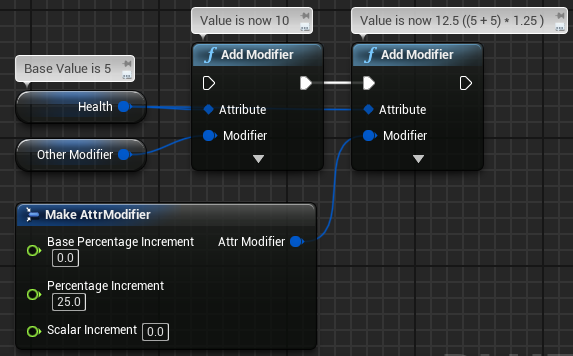 Value is now 10
Value is now 12.5 ((5 + 5) * 1.25 )
f Add Modifier
f Add Modifier
Base Value is 5
Health
Attribute
Attribute
Other Modifier
Modifier
Modifier
Make AttrModifier
Base Percentage Increment
Attr Modifier
0.0
Percentage Increment
25.0
Scalar Increment 0.0